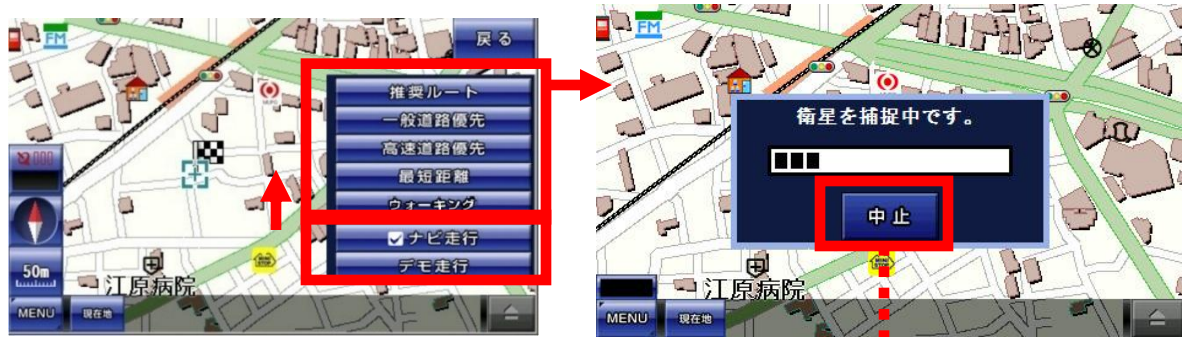 FM
戻る
推奨ルート
一般道路優先
高速道路優先
最短距離
ウォーキング
ナビ走行
デモ走行
50m
江原病院
MENU
現在地
FM
衛星を捕捉中です。
中止
江原病院
MENU
現在地